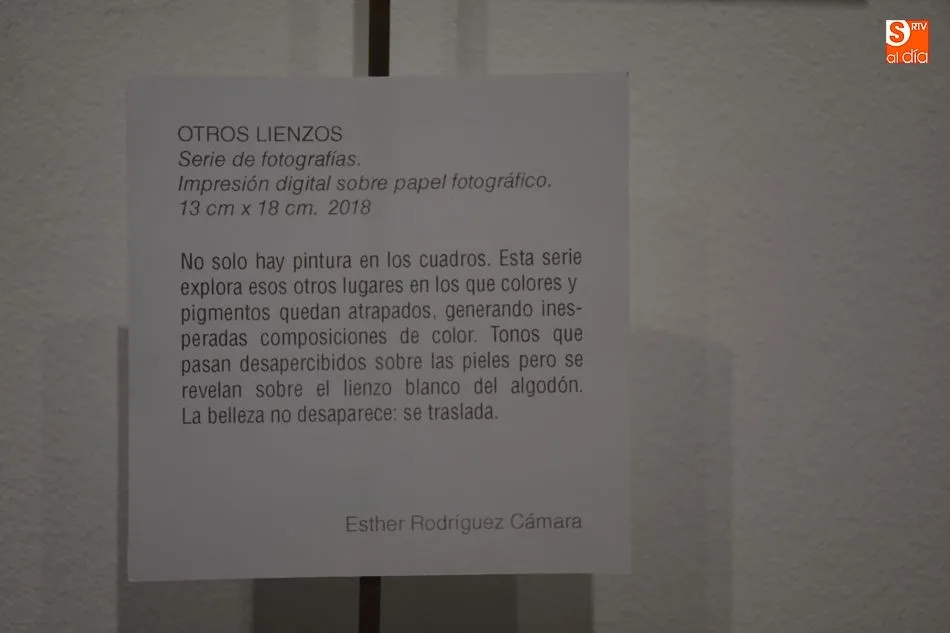 S RTV
al día
OTROS LIENZOS
Serie de fotografías.
Impresión digital sobre papel fotográfico.
13 cm x 18 cm. 2018
No solo hay pintura en los cuadros. Esta serie
explora esos otros lugares en los que colores y
pigmentos quedan atrapados, generando ines-
peradas composiciones de color. Tonos que
pasan desapercibidos sobre las pieles pero se
revelan sobre el lienzo blanco del algodón.
La belleza no desaparece: se traslada.
Esther Rodríguez Cámara